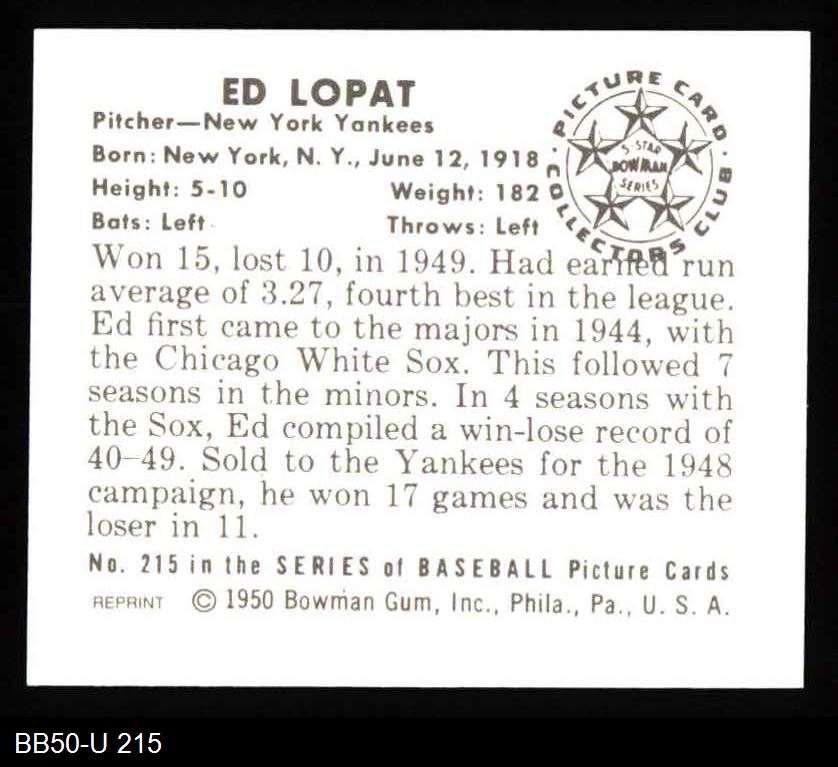 ED LOPAT
Pitcher—New York Yankees
Born: New York, N. Y., June 12, 1918
Height: 5-10 Weight: 182
Bats: Left Throws: Left
PICTURE CARD
COLLECTORS CLUB
5-STAR
BOWMAN
SERIES
Won 15, lost 10, in 1949. Had earned run
average of 3.27, fourth best in the league.
Ed first came to the majors in 1944, with
the Chicago White Sox. This followed 7
seasons in the minors. In 4 seasons with
the Sox, Ed compiled a win-lose record of
40–49. Sold to the Yankees for the 1948
campaign, he won 17 games and was the
loser in 11.
No. 215 in the SERIES of BASEBALL Picture Cards
REPRINT © 1950 Bowman Gum, Inc., Phila., Pa., U. S. A.
BB50-U 215